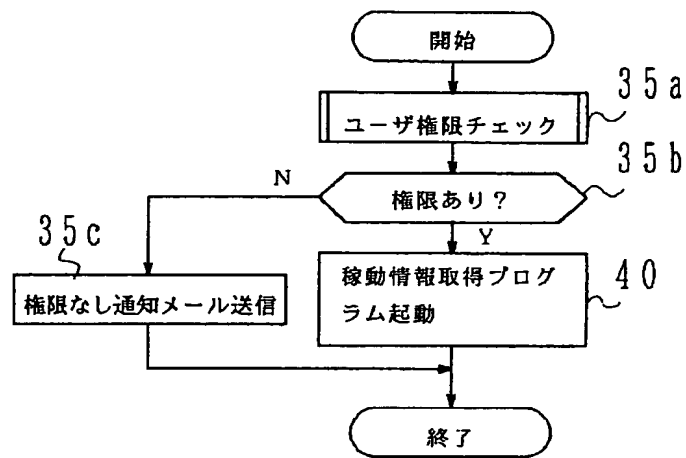 開始
35a
ユーザ権限チェック
35b
N
権限あり?
Y
35c
権限なし通知メール送信
稼動情報取得プログ
ラム起動
40
終了